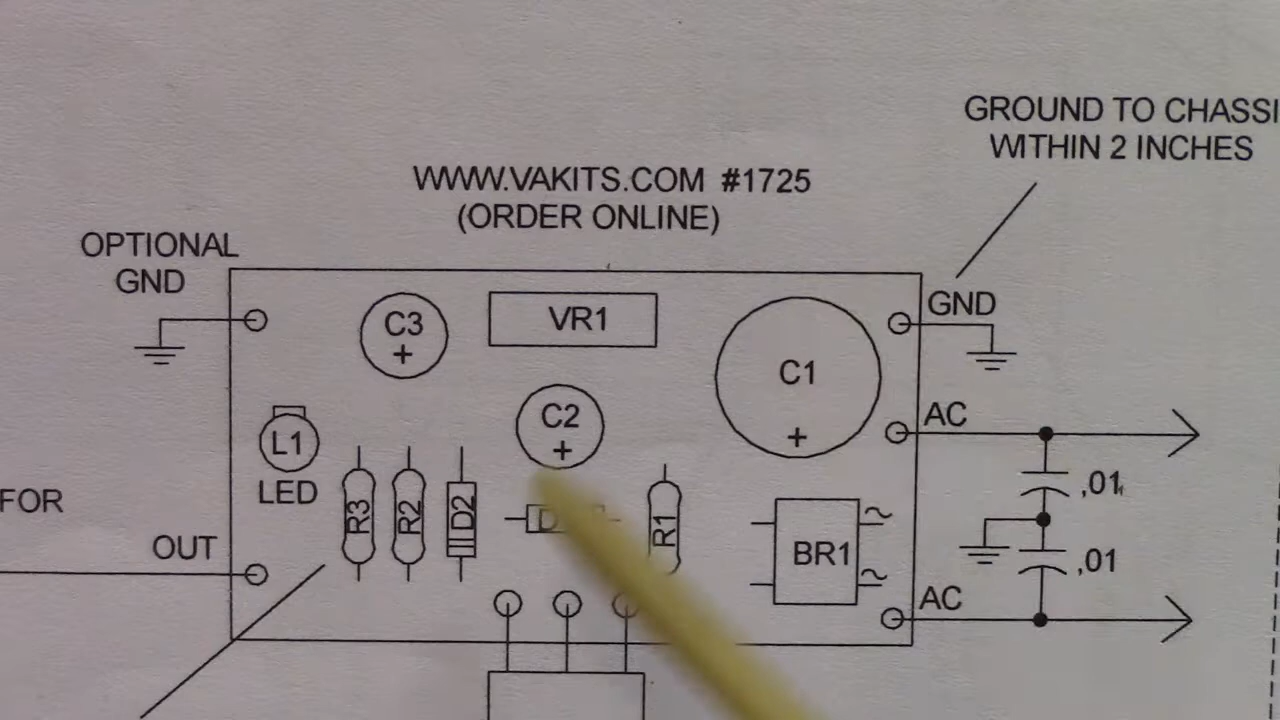 GROUND TO CHASSI
WITHIN 2 INCHES
WWW.VAKITS.COM #1725
(ORDER ONLINE)
OPTIONAL
GND
GND
C3
+
VR1
C1
+
C2
+
AC
L1
LED
R3
R2
D2
D
R1
BR1
~
~
,01
,01
FOR
OUT
AC